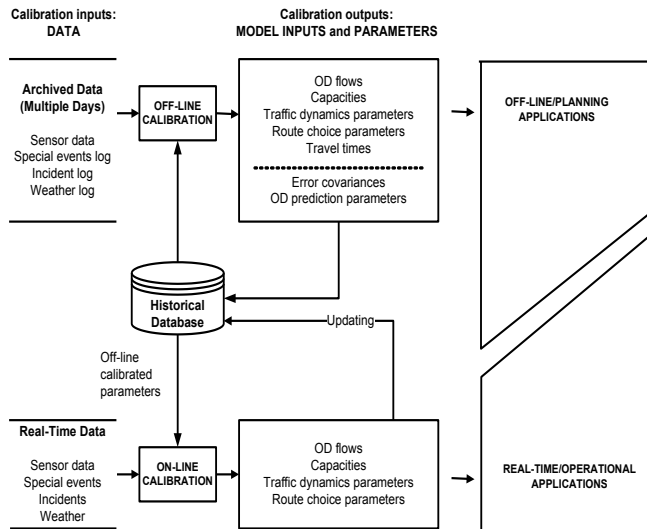 Calibration inputs:
DATA
Calibration outputs:
MODEL INPUTS and PARAMETERS
Archived Data
(Multiple Days)
Sensor data
Special events log
Incident log
Weather log
OFF-LINE
CALIBRATION
OD flows
Capacities
Traffic dynamics parameters
Route choice parameters
Travel times
Error covariances
OD prediction parameters
OFF-LINE/PLANNING
APPLICATIONS
Historical
Database
Updating
Off-line
calibrated
parameters
Real-Time Data
Sensor data
Special events
Incidents
Weather
ON-LINE
CALIBRATION
OD flows
Capacities
Traffic dynamics parameters
Route choice parameters
REAL-TIME/OPERATIONAL
APPLICATIONS